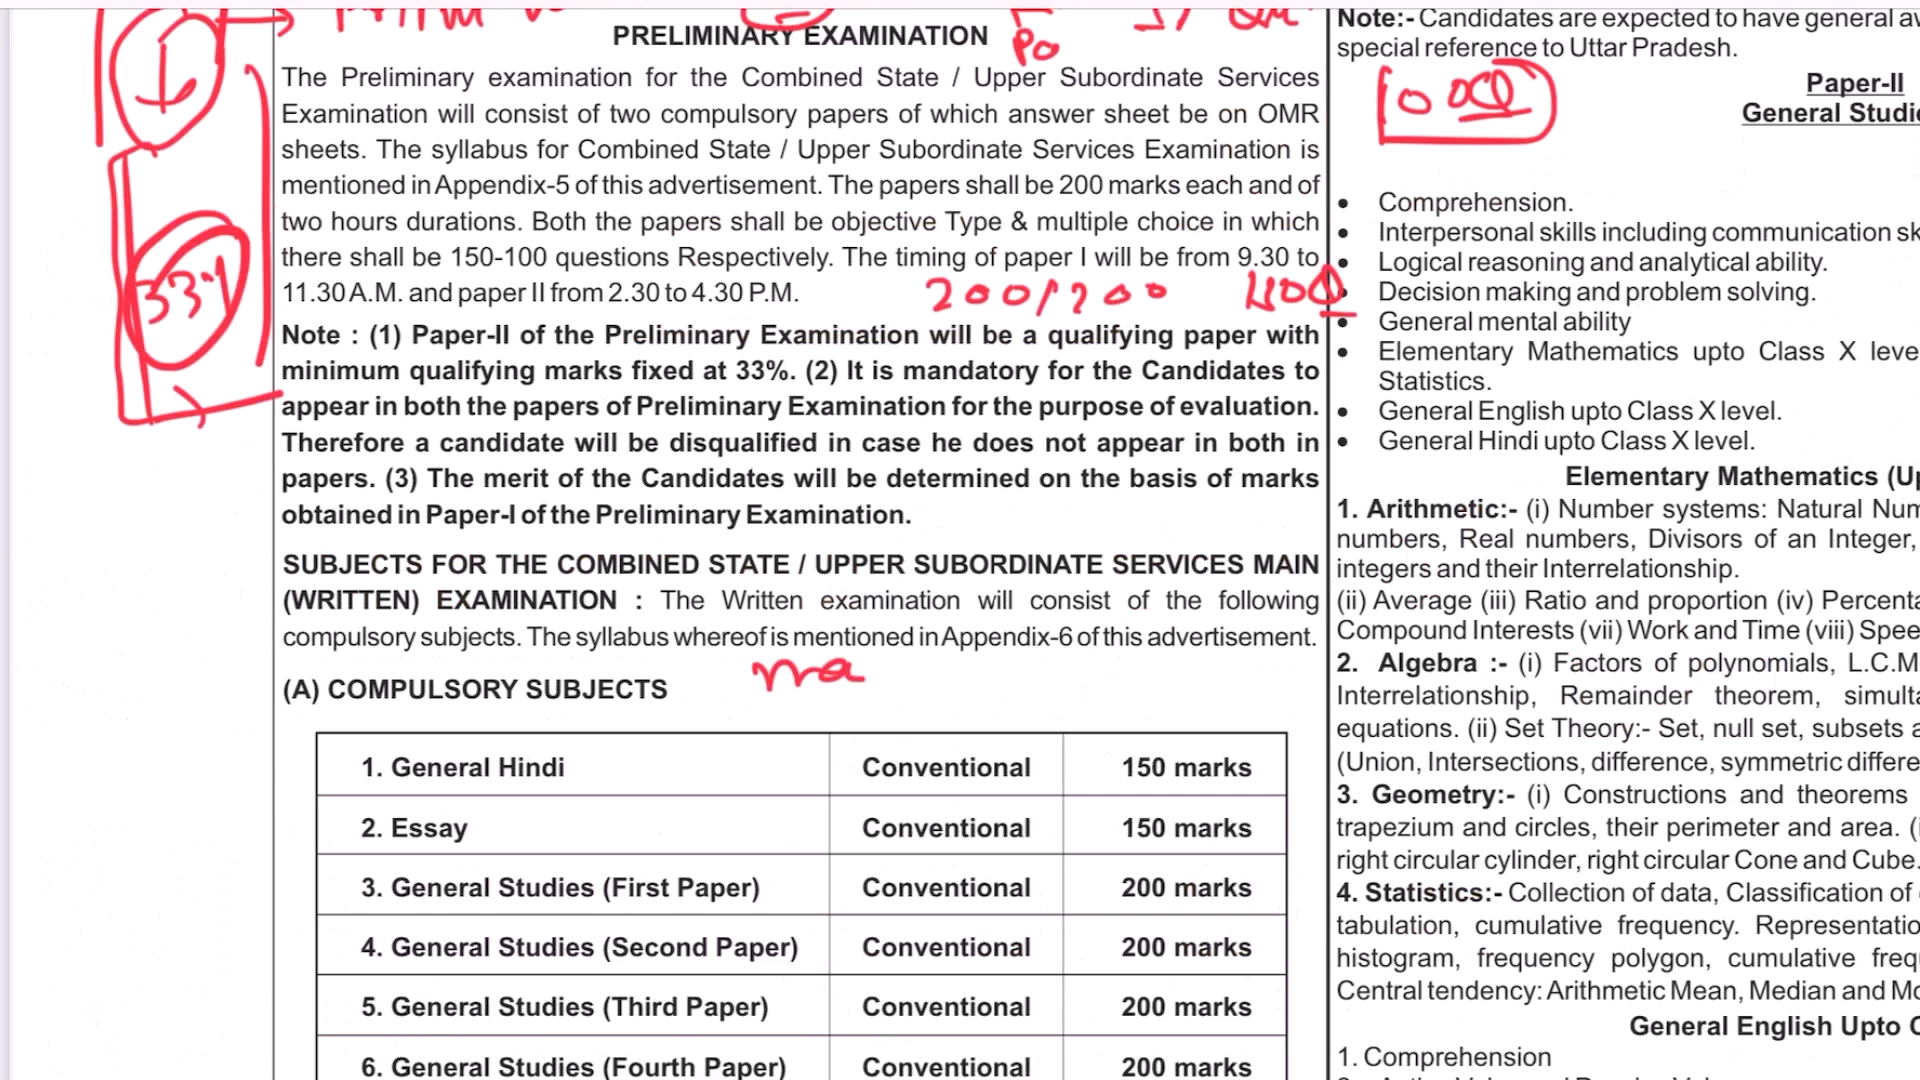 PRELIMINARY EXAMINATION
The Preliminary examination for the Combined State / Upper Subordinate Services
Examination will consist of two compulsory papers of which answer sheet be on OMR
sheets. The syllabus for Combined State / Upper Subordinate Services Examination is
mentioned in Appendix-5 of this advertisement. The papers shall be 200 marks each and of
two hours durations. Both the papers shall be objective Type & multiple choice in which
there shall be 150-100 questions Respectively. The timing of paper I will be from 9.30 to
11.30 A.M. and paper II from 2.30 to 4.30 P.M.
200/200 400
33%
Note : (1) Paper-II of the Preliminary Examination will be a qualifying paper with
minimum qualifying marks fixed at 33%. (2) It is mandatory for the Candidates to
appear in both the papers of Preliminary Examination for the purpose of evaluation.
Therefore a candidate will be disqualified in case he does not appear in both in
papers. (3) The merit of the Candidates will be determined on the basis of marks
obtained in Paper-I of the Preliminary Examination.
SUBJECTS FOR THE COMBINED STATE / UPPER SUBORDINATE SERVICES MAIN
(WRITTEN) EXAMINATION : The Written examination will consist of the following
compulsory subjects. The syllabus whereof is mentioned in Appendix-6 of this advertisement.
(A) COMPULSORY SUBJECTS
1. General Hindi Conventional 150 marks
2. Essay Conventional 150 marks
3. General Studies (First Paper) Conventional 200 marks
4. General Studies (Second Paper) Conventional 200 marks
5. General Studies (Third Paper) Conventional 200 marks
6. General Studies (Fourth Paper) Conventional 200 marks
Note:- Candidates are expected to have general
special reference to Uttar Pradesh.
Paper-II
General
• Comprehension.
• Interpersonal skills including communication
• Logical reasoning and analytical ability.
• Decision making and problem solving.
• General mental ability
• Elementary Mathematics upto Class X
Statistics.
• General English upto Class X level.
• General Hindi upto Class X level.
Elementary Mathematics
1. Arithmetic:- (i) Number systems: Natural
numbers, Real numbers, Divisors of an Integer,
integers and their Interrelationship.
(ii) Average (iii) Ratio and proportion (iv)
Compound Interests (vii) Work and Time (viii)
2. Algebra :- (i) Factors of polynomials, L.C.M
Interrelationship, Remainder theorem,
equations. (ii) Set Theory:- Set, null set, subsets
(Union, Intersections, difference, symmetric
3. Geometry:- (i) Constructions and theorems
trapezium and circles, their perimeter and area.
right circular cylinder, right circular Cone and Cube.
4. Statistics:- Collection of data, Classification of
tabulation, cumulative frequency.
histogram, frequency polygon, cumulative
Central tendency: Arithmetic Mean, Median and
General English Upto
1. Comprehension